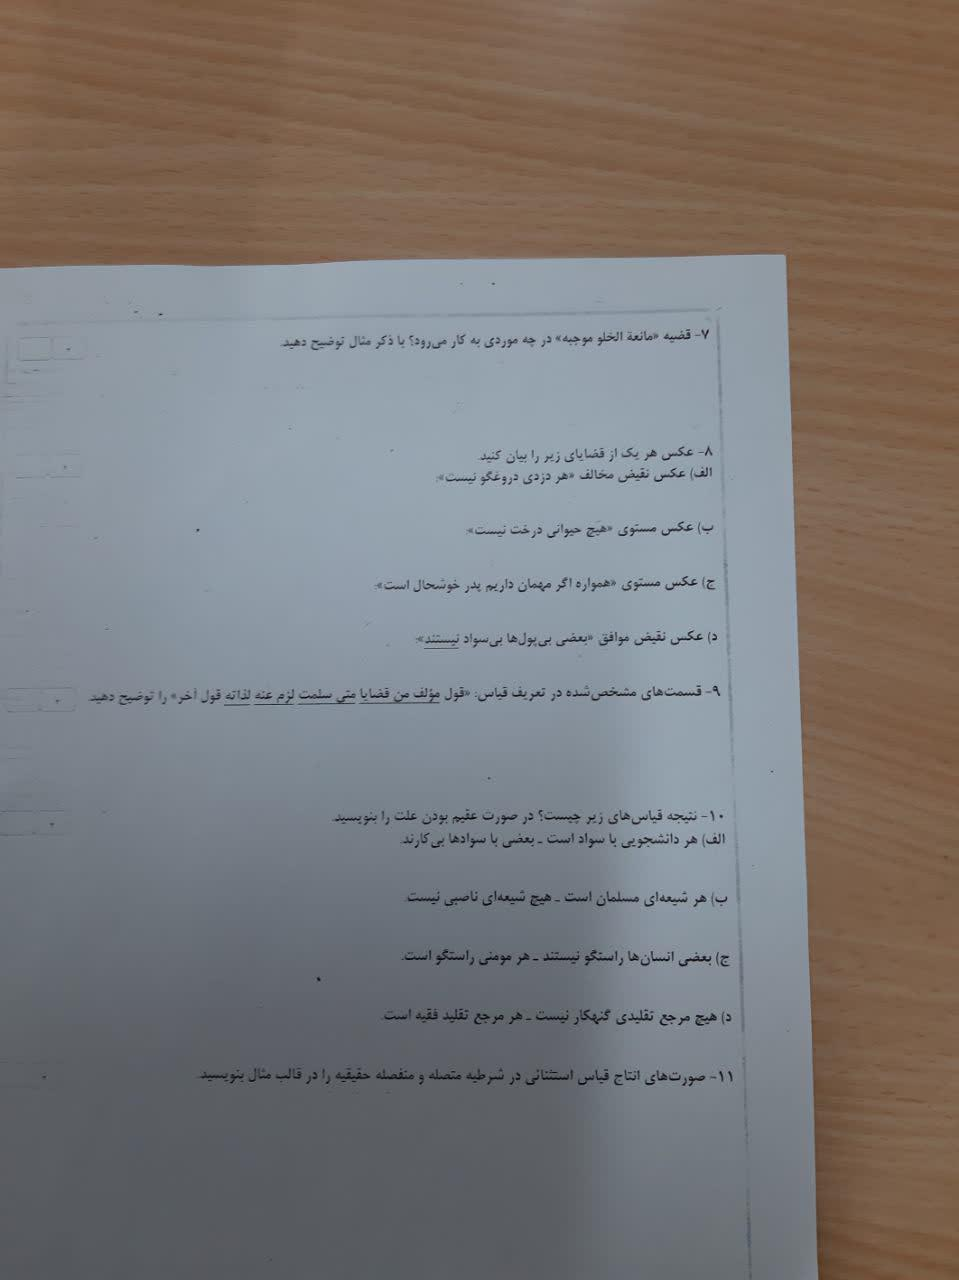 ۷- قضیه «مانعة الخلو موجبه» در چه موردی به کار می‌رود؟ با ذکر مثال توضیح دهید.
۸- عکس هر یک از قضایای زیر را بیان کنید.
الف) عکس نقیض مخالف «هر دزدی دروغگو نیست»:
ب) عکس مستوی «هیچ حیوانی درخت نیست»:
ج) عکس مستوی «همواره اگر مهمان داریم پدر خوشحال است»:
د) عکس نقیض موافق «بعضی بی‌پول‌ها بی‌سواد نیستند»:
۹- قسمت‌های مشخص‌شده در تعریف قیاس: «قول مؤلف من قضایا متی سلمت لزم عنه لذاته قول آخر» را توضیح دهید.
۱۰- نتیجه قیاس‌های زیر چیست؟ در صورت عقیم بودن علت را بنویسید.
الف) هر دانشجویی با سواد است ـ بعضی با سوادها بی‌کارند.
ب) هر شیعه‌ای مسلمان است ـ هیچ شیعه‌ای ناصبی نیست.
ج) بعضی انسان‌ها راستگو نیستند ـ هر مومنی راستگو است.
د) هیچ مرجع تقلیدی گنهکار نیست ـ هر مرجع تقلید فقیه است.
۱۱- صورت‌های انتاج قیاس استثنائی در شرطیه متصله و منفصله حقیقیه را در قالب مثال بنویسید.